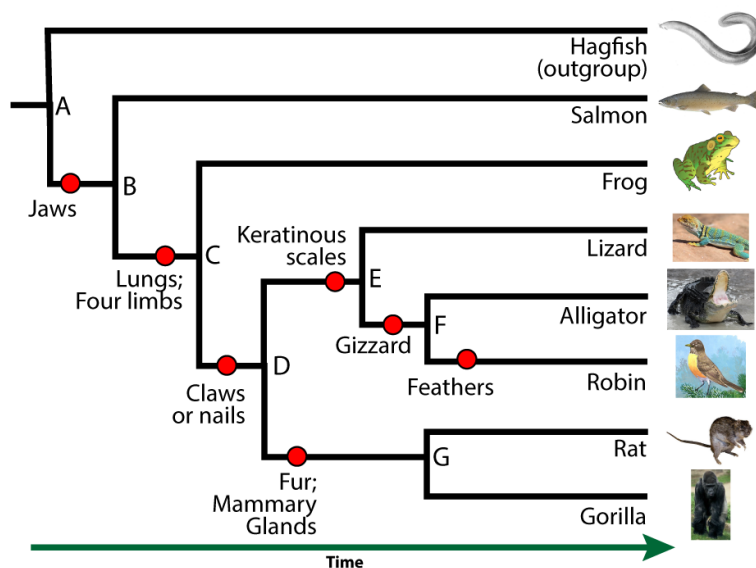 Hagfish
(outgroup)
A
Salmon
B
Jaws
Frog
C
Keratinous
scales
Lizard
Lungs;
Four limbs
E
Alligator
F
Gizzard
D
Claws
or nails
Feathers
Robin
Rat
G
Fur;
Mammary
Glands
Gorilla
Time